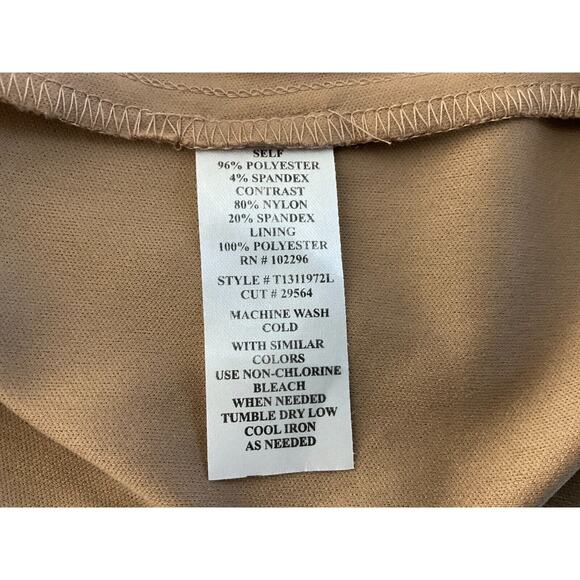 SELF
96% POLYESTER
4% SPANDEX
CONTRAST
80% NYLON
20% SPANDEX
LINING
100% POLYESTER
RN # 102296
STYLE # T1311972L
CUT # 29564
MACHINE WASH
COLD
WITH SIMILAR
COLORS
USE NON-CHLORINE
BLEACH
WHEN NEEDED
TUMBLE DRY LOW
COOL IRON
AS NEEDED